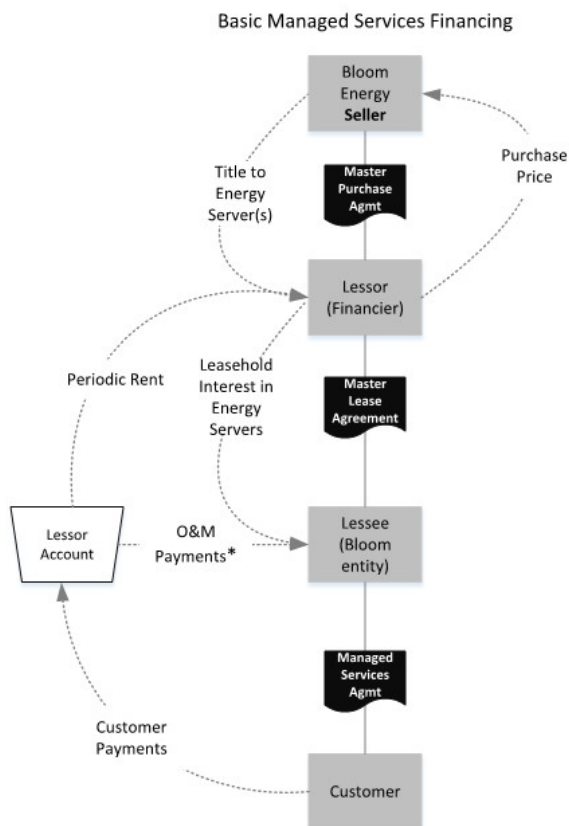 Basic Managed Services Financing
Bloom
Energy
Seller
Title to
Energy
Server(s)
Master
Purchase
Agmt
Purchase
Price
Lessor
(Financier)
Periodic Rent
Leasehold
Interest in
Energy
Servers
Master
Lease
Agreement
Lessor
Account
O&M
Payments*
Lessee
(Bloom
entity)
Managed
Services
Agmt
Customer
Payments
Customer